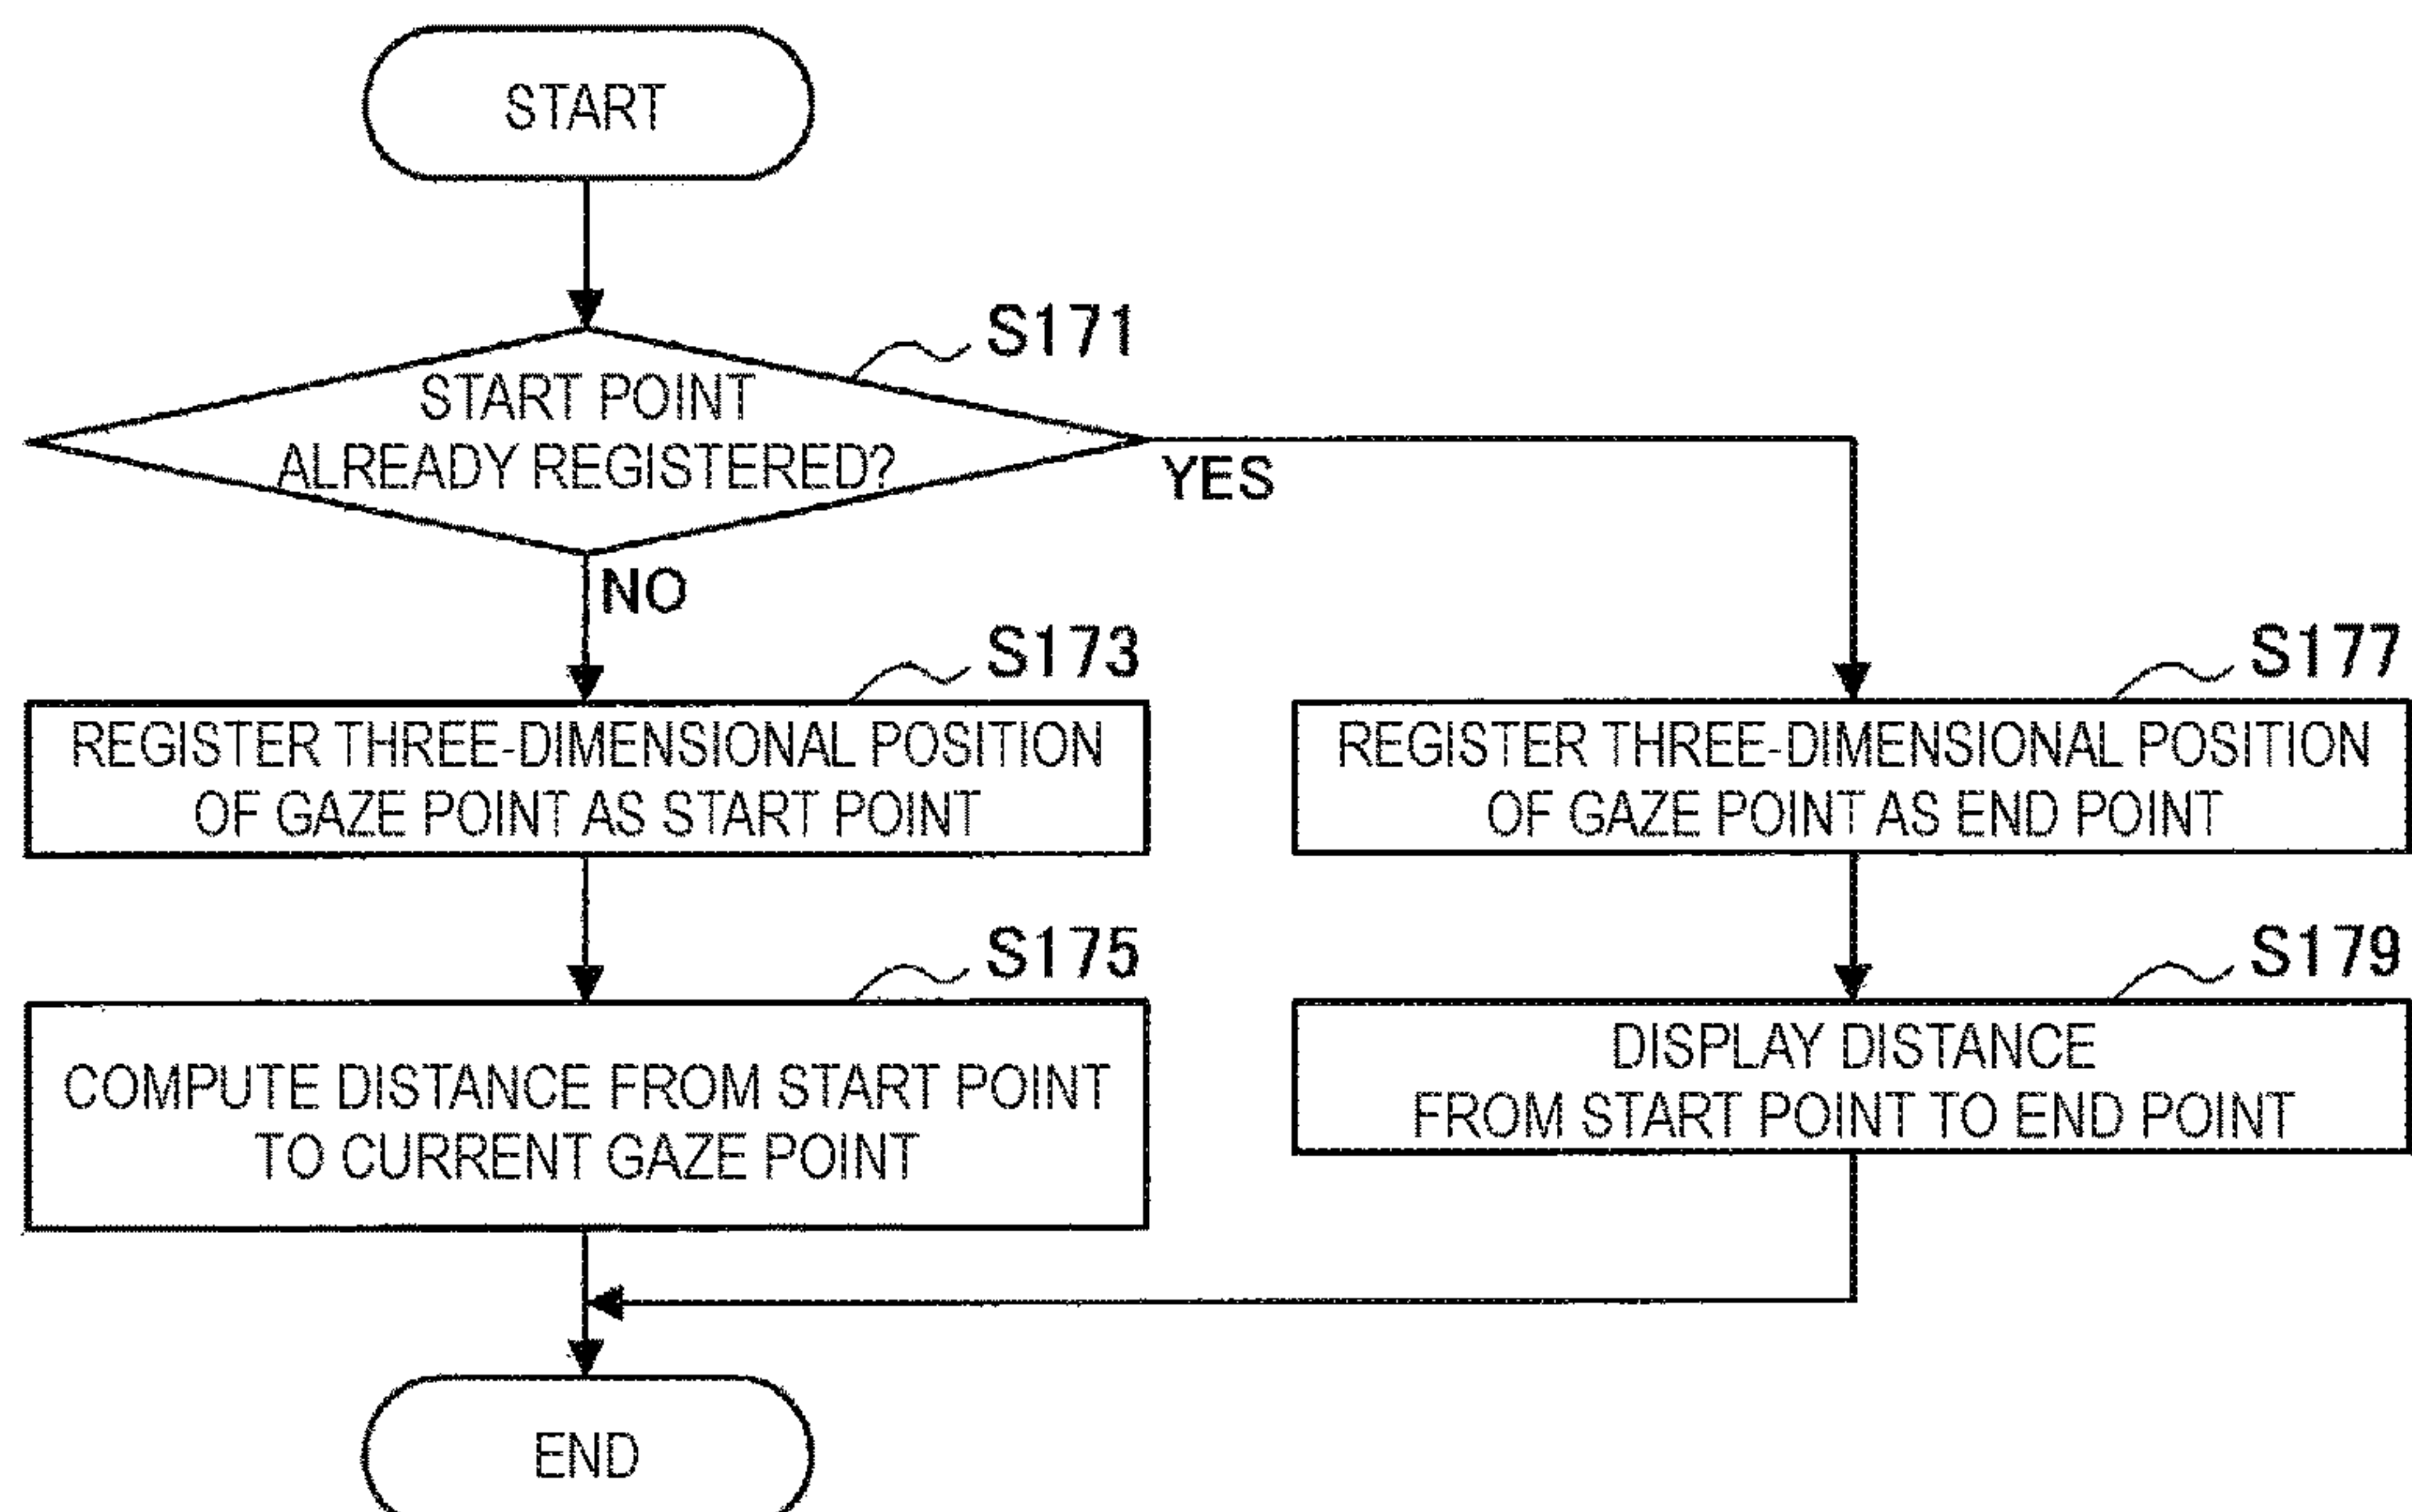 START
S171
START POINT
ALREADY REGISTERED?
YES
NO
S173
REGISTER THREE-DIMENSIONAL POSITION
OF GAZE POINT AS START POINT
S177
REGISTER THREE-DIMENSIONAL POSITION
OF GAZE POINT AS END POINT
S175
COMPUTE DISTANCE FROM START POINT
TO CURRENT GAZE POINT
S179
DISPLAY DISTANCE
FROM START POINT TO END POINT
END